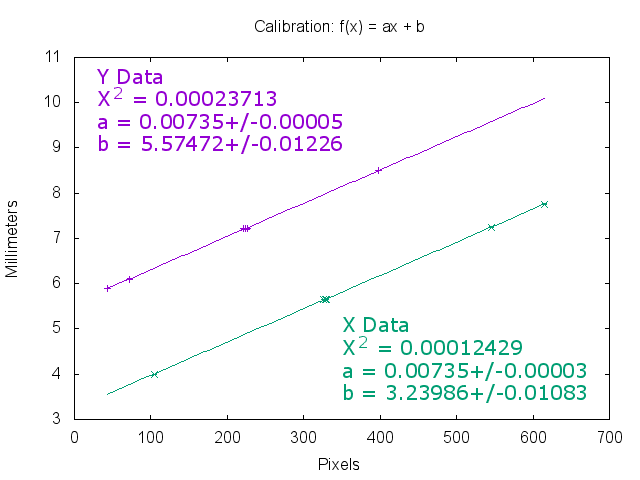 Calibration: f(x) = ax + b
11
10
9
8
7
6
5
4
3
Millimeters
Y Data
X^2 = 0.00023713
a = 0.00735+/-0.00005
b = 5.57472+/-0.01226
X Data
X^2 = 0.00012429
a = 0.00735+/-0.00003
b = 3.23986+/-0.01083
0 100 200 300 400 500 600 700
Pixels